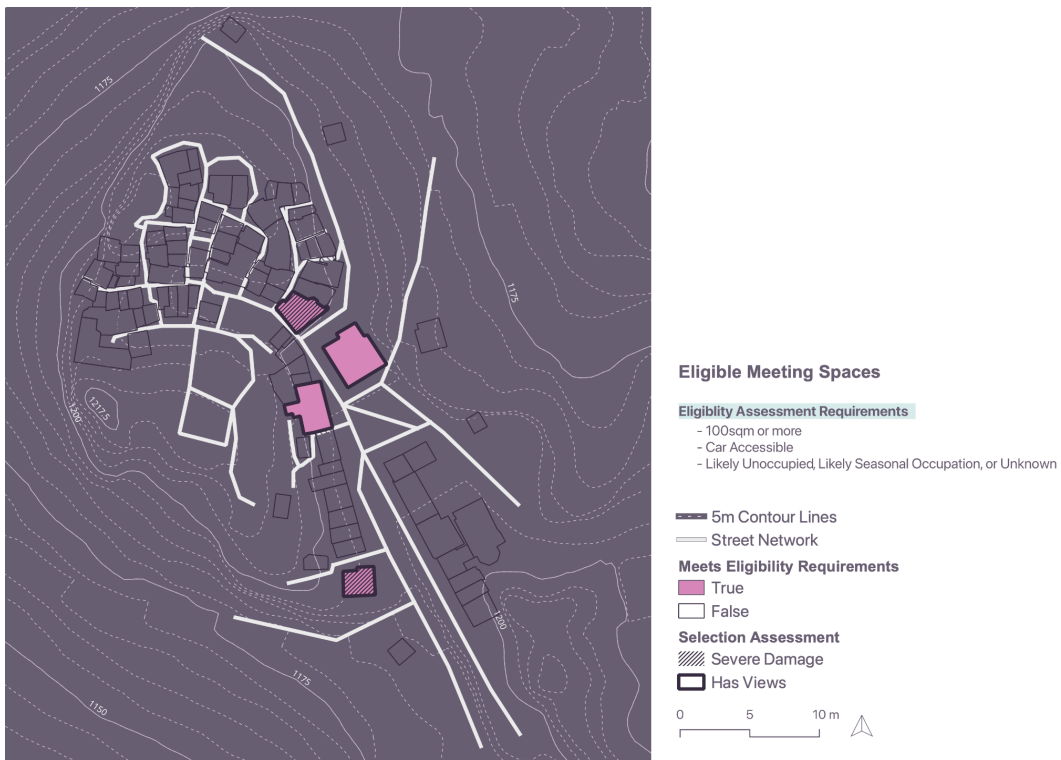 1175
1175
1217.5
1200
1200
1175
1150
Eligible Meeting Spaces
Eligiblity Assessment Requirements
- 100sqm or more
- Car Accessible
- Likely Unoccupied, Likely Seasonal Occupation, or Unknown
5m Contour Lines
Street Network
Meets Eligibility Requirements
True
False
Selection Assessment
Severe Damage
Has Views
0 5 10 m